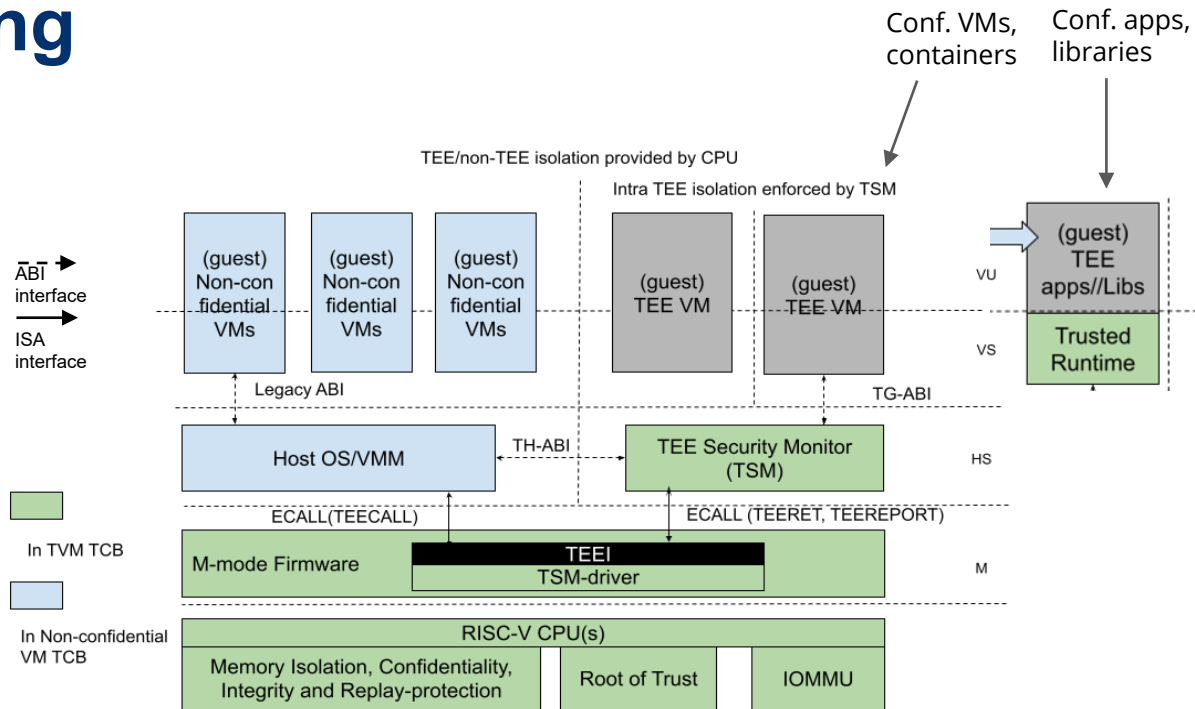 ng
Conf. VMs,
containers
Conf. apps,
libraries
TEE/non-TEE isolation provided by CPU
Intra TEE isolation enforced by TSM
(guest)
Non-con
fidential
VMs
(guest)
Non-con
fidential
VMs
(guest)
Non-con
fidential
VMs
(guest)
TEE VM
(guest)
TEE VM
(guest)
TEE
apps//Libs
Trusted
Runtime
VU
VS
ABI
interface
ISA
interface
Legacy ABI
TG-ABI
Host OS/VMM
TH-ABI
TEE Security Monitor
(TSM)
HS
ECALL(TEECALL)
ECALL (TEERET, TEEREPORT)
In TVM TCB
M-mode Firmware
TEEI
TSM-driver
M
In Non-confidential
VM TCB
RISC-V CPU(s)
Memory Isolation, Confidentiality,
Integrity and Replay-protection
Root of Trust
IOMMU